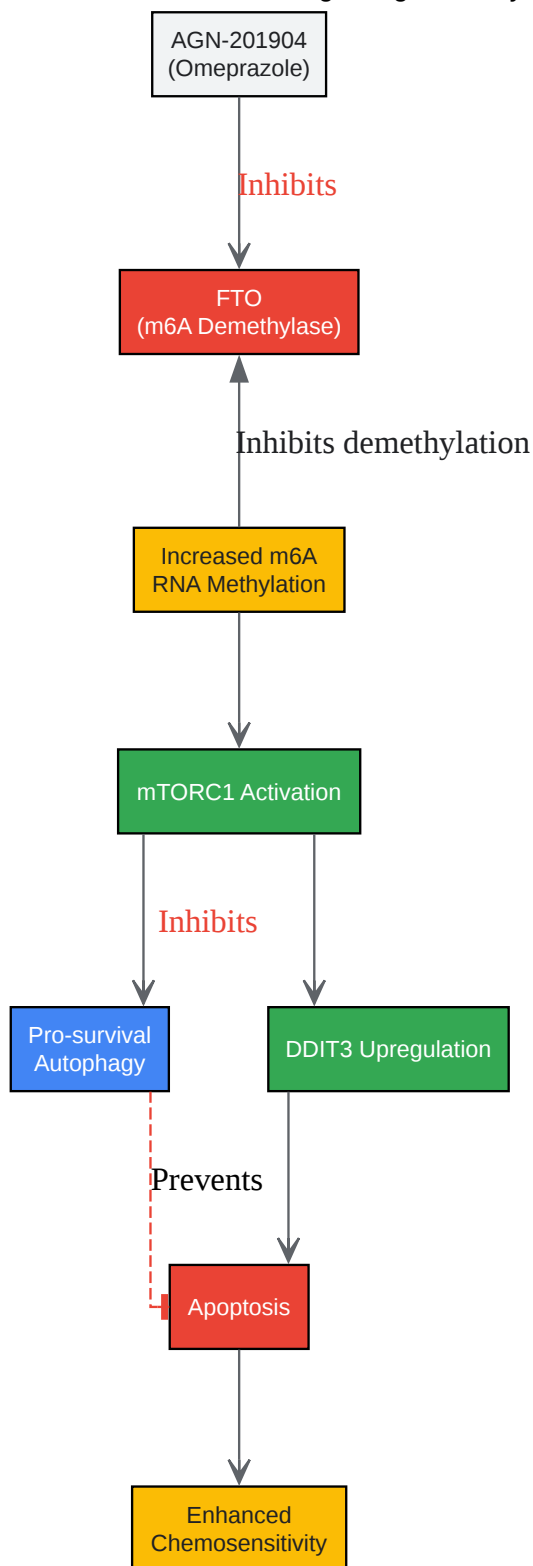 AGN-201904
(Omeprazole)
Inhibits
FTO
(m6A Demethylase)
Inhibits demethylation
Increased m6A
RNA Methylation
mTORC1 Activation
Inhibits
Pro-survival
Autophagy
DDIT3 Upregulation
Prevents
Apoptosis
Enhanced
Chemosensitivity